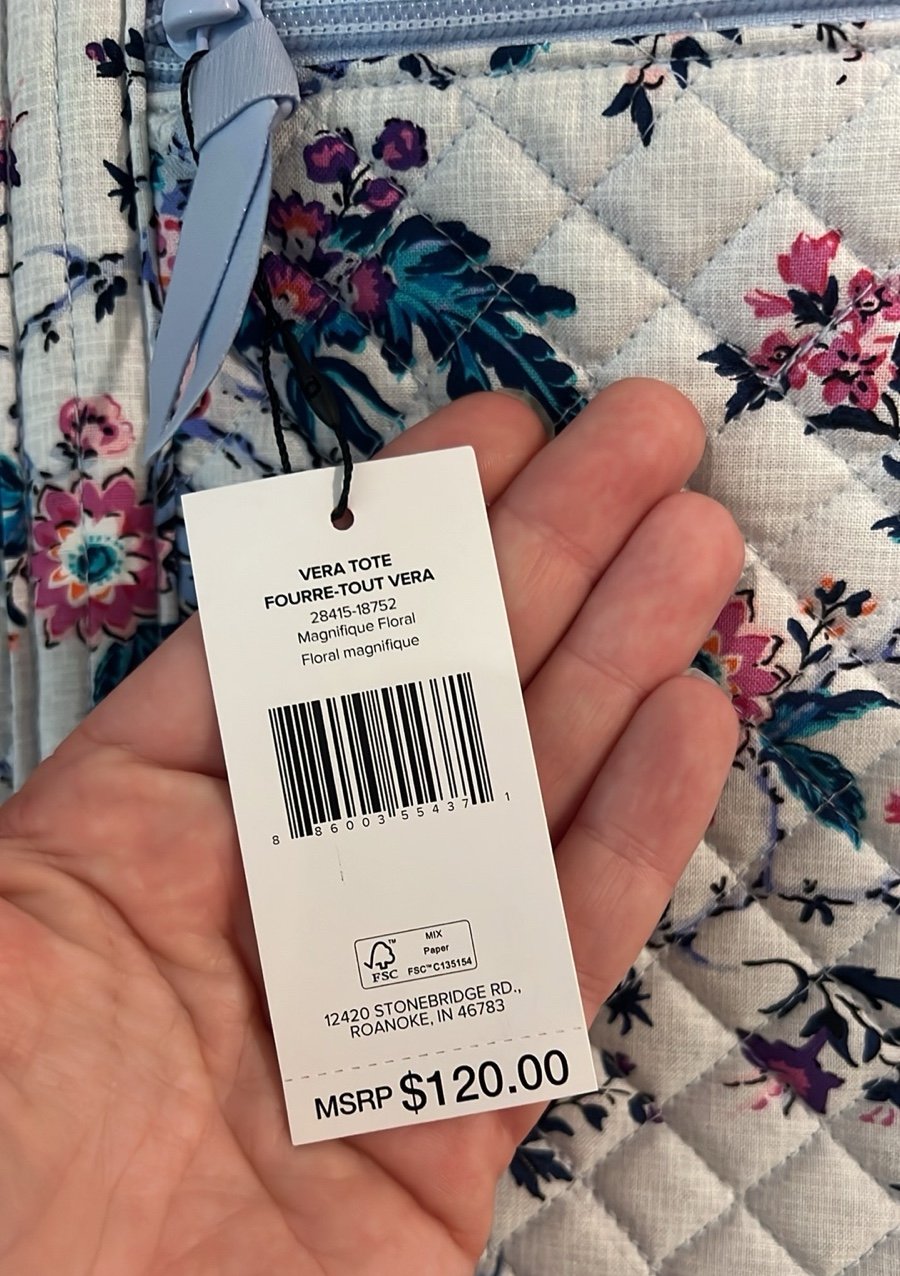 VERA TOTE
FOURRE-TOUT VERA
28415-18752
Magnifique Floral
Floral magnifique
8 86003 55437 1
FSC™
MIX
Paper
FSC™ C135154
12420 STONEBRIDGE RD.,
ROANOKE, IN 46783
MSRP $120.00